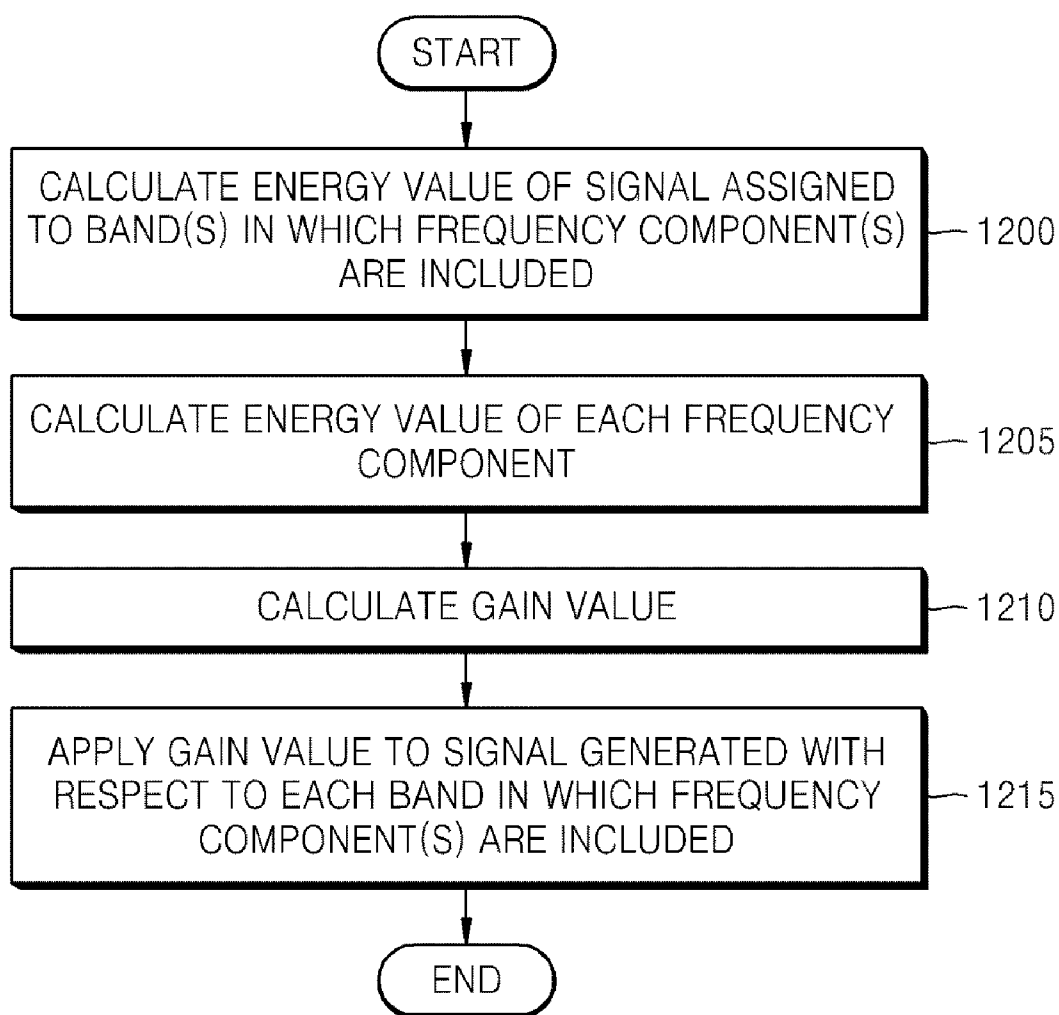 START
CALCULATE ENERGY VALUE OF SIGNAL ASSIGNED
TO BAND(S) IN WHICH FREQUENCY COMPONENT(S)
ARE INCLUDED
1200
CALCULATE ENERGY VALUE OF EACH FREQUENCY
COMPONENT
1205
CALCULATE GAIN VALUE
1210
APPLY GAIN VALUE TO SIGNAL GENERATED WITH
RESPECT TO EACH BAND IN WHICH FREQUENCY
COMPONENT(S) ARE INCLUDED
1215
END